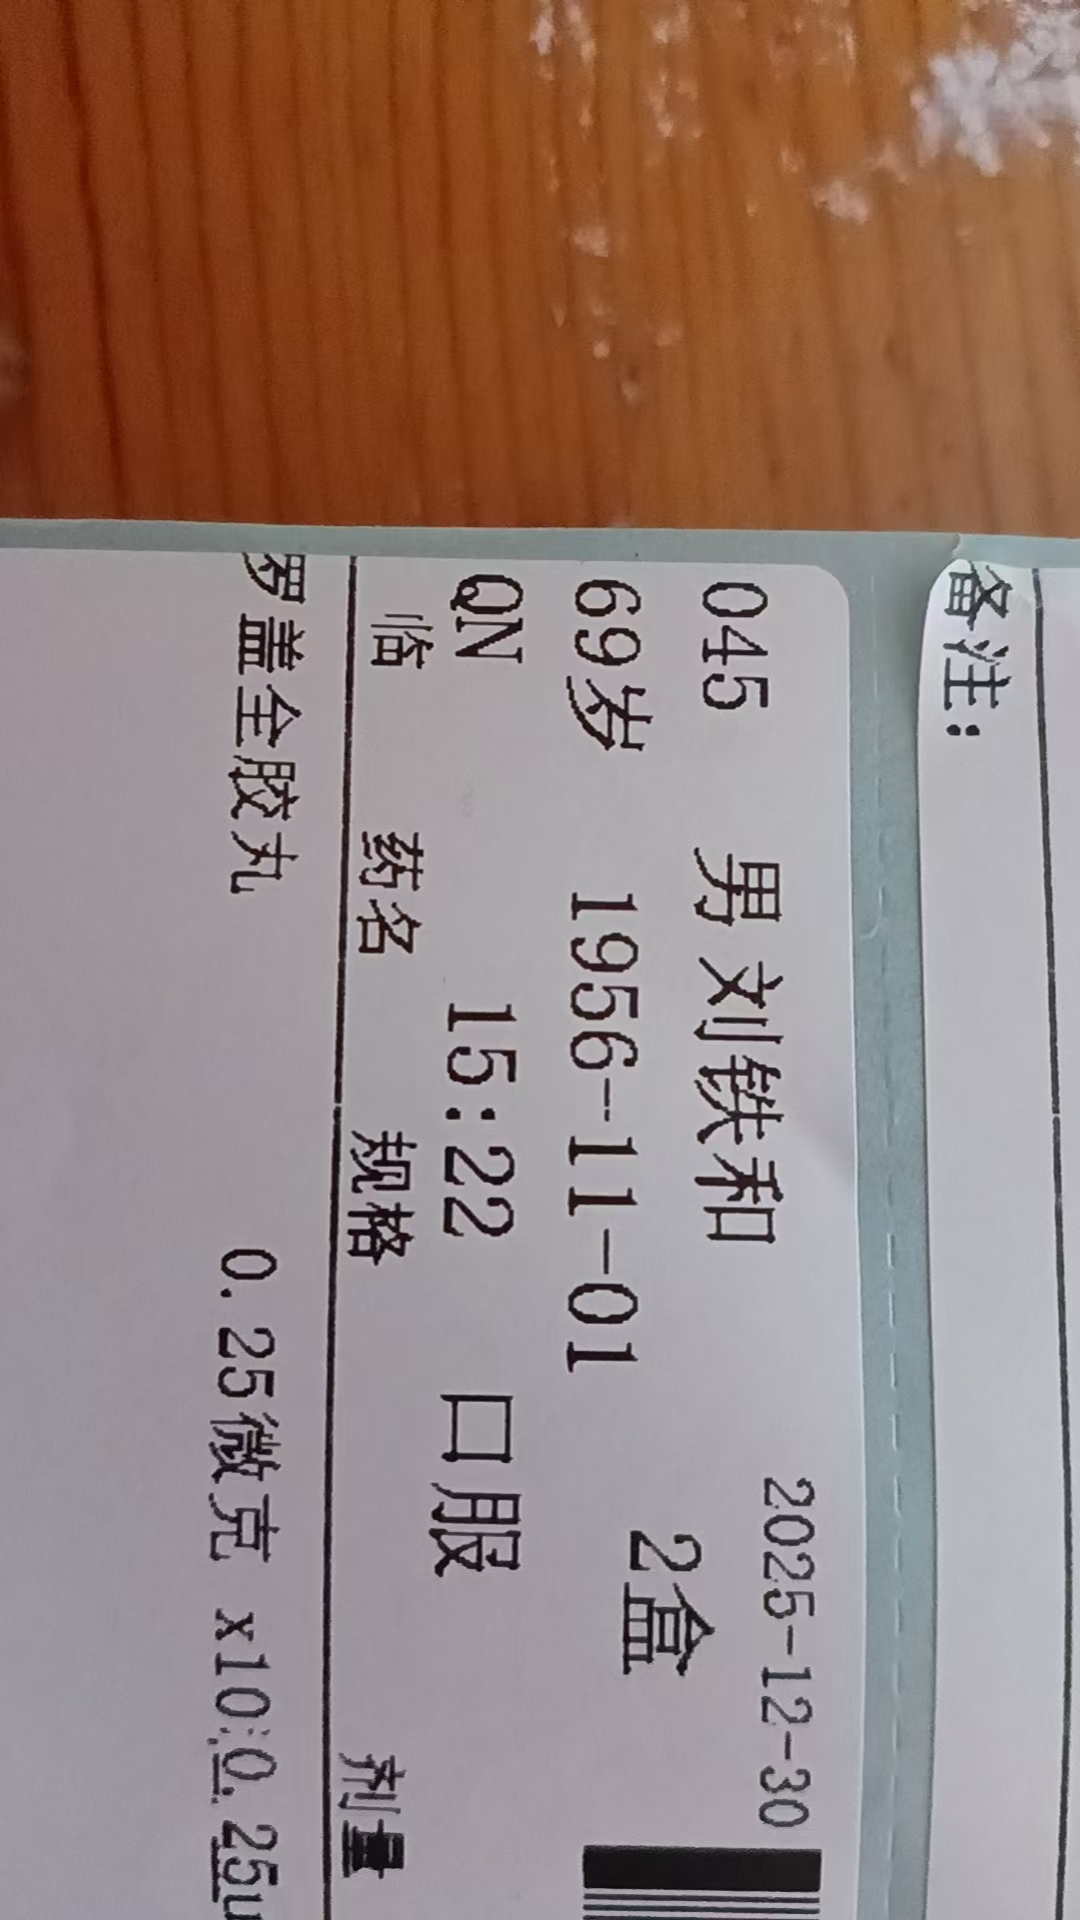 备注:
2025-12-30
045 男 刘铁和
2盒
69岁 1956-11-01
QN 15:22 口服
临 药名 规格 剂量
罗盖全胶丸 0.25微克 x10:0.25u